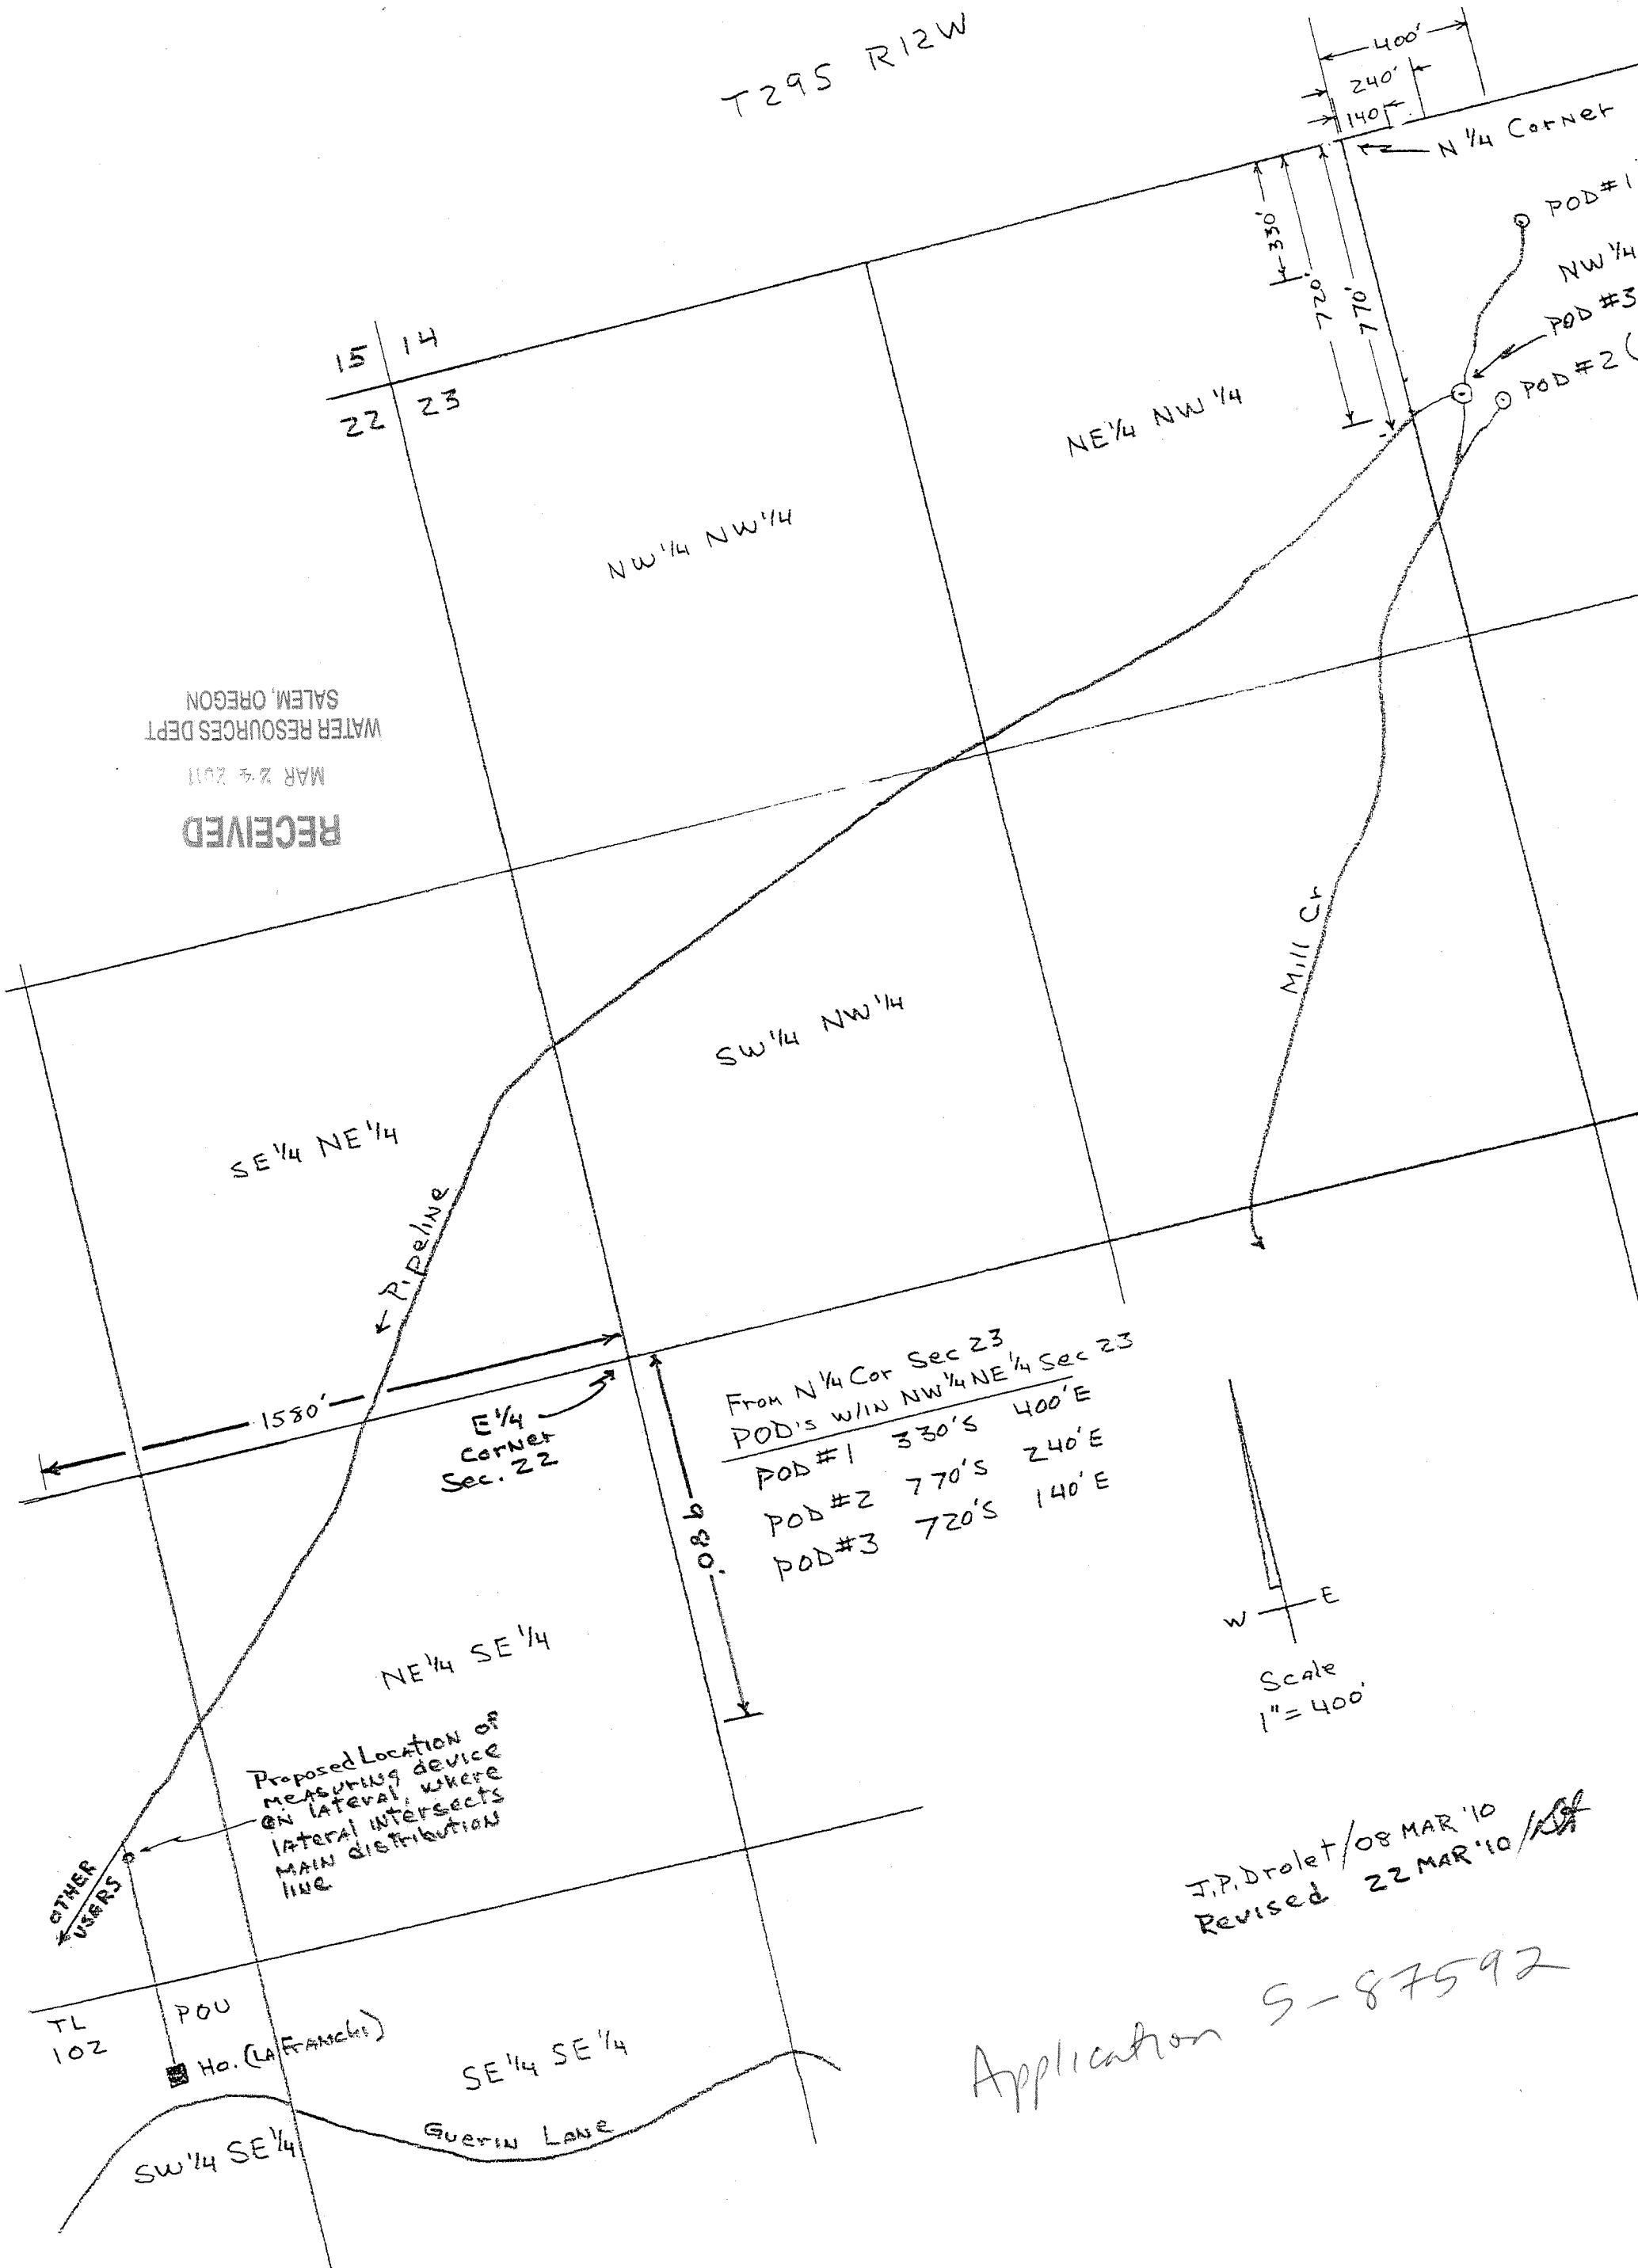 T29S R12W
400'
240'
140'
N 1/4 Corner
POD#1
NW 1/4
POD #3
POD #2 (
330'
720'
770'
15 14
22 23
NE 1/4 NW 1/4
NW 1/4 NW 1/4
RECEIVED
MAR 24 2011
WATER RESOURCES DEPT
SALEM, OREGON
Mill Cr
SW 1/4 NW 1/4
SE 1/4 NE 1/4
Pipeline
1580'
E 1/4
Corner
Sec. 22
980'
From N 1/4 Cor Sec 23
POD's W/IN NW 1/4 NE 1/4 Sec 23
POD #1 330'S 400'E
POD #2 770'S 240'E
POD #3 720'S 140'E
W E
Scale
1" = 400'
NE 1/4 SE 1/4
Proposed Location of
measuring device
on lateral, where
lateral intersects
main distribution
line
OTHER
USERS
J.P. Drolet/08 MAR '10
Revised 22 MAR '10/
Application S-87592
TL
102
POU
Ho. (LaFranchi)
SE 1/4 SE 1/4
Guerin Lane
SW 1/4 SE 1/4